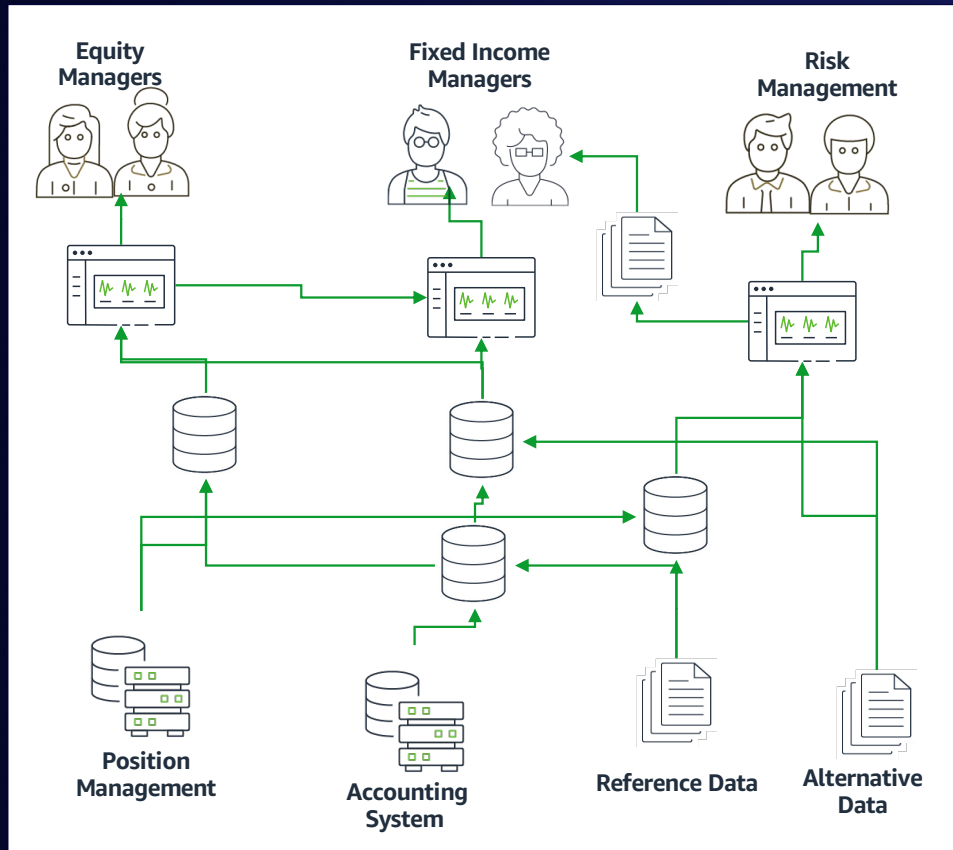 Equity
Managers
Fixed Income
Managers
Risk
Management
Position
Management
Accounting
System
Reference Data
Alternative
Data